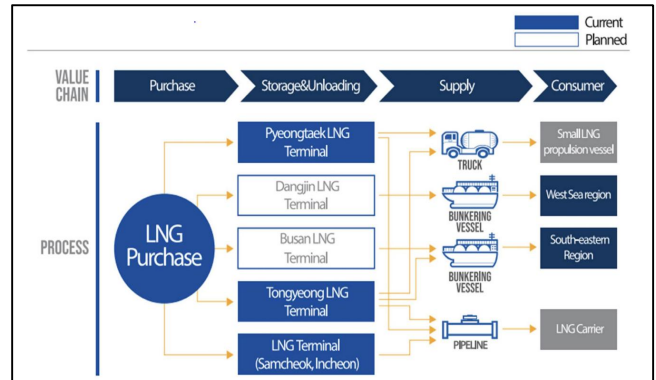 Current
Planned
VALUE
CHAIN
Purchase
Storage&Unloading
Supply
Consumer
PROCESS
LNG
Purchase
Pyeongtaek LNG
Terminal
Dangjin LNG
Terminal
Busan LNG
Terminal
Tongyeong LNG
Terminal
LNG Terminal
(Samcheok, Incheon)
TRUCK
BUNKERING
VESSEL
BUNKERING
VESSEL
PIPELINE
Small LNG
propulsion vessel
West Sea region
South-eastern
Region
LNG Carrier